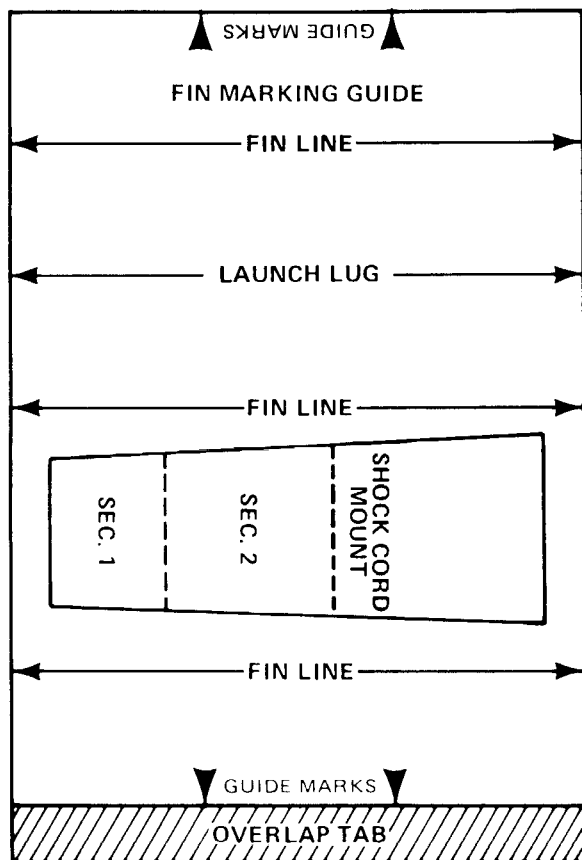 GUIDE MARKS
FIN MARKING GUIDE
FIN LINE
LAUNCH LUG
FIN LINE
SEC. 1
SEC. 2
SHOCK CORD
MOUNT
FIN LINE
GUIDE MARKS
OVERLAP TAB